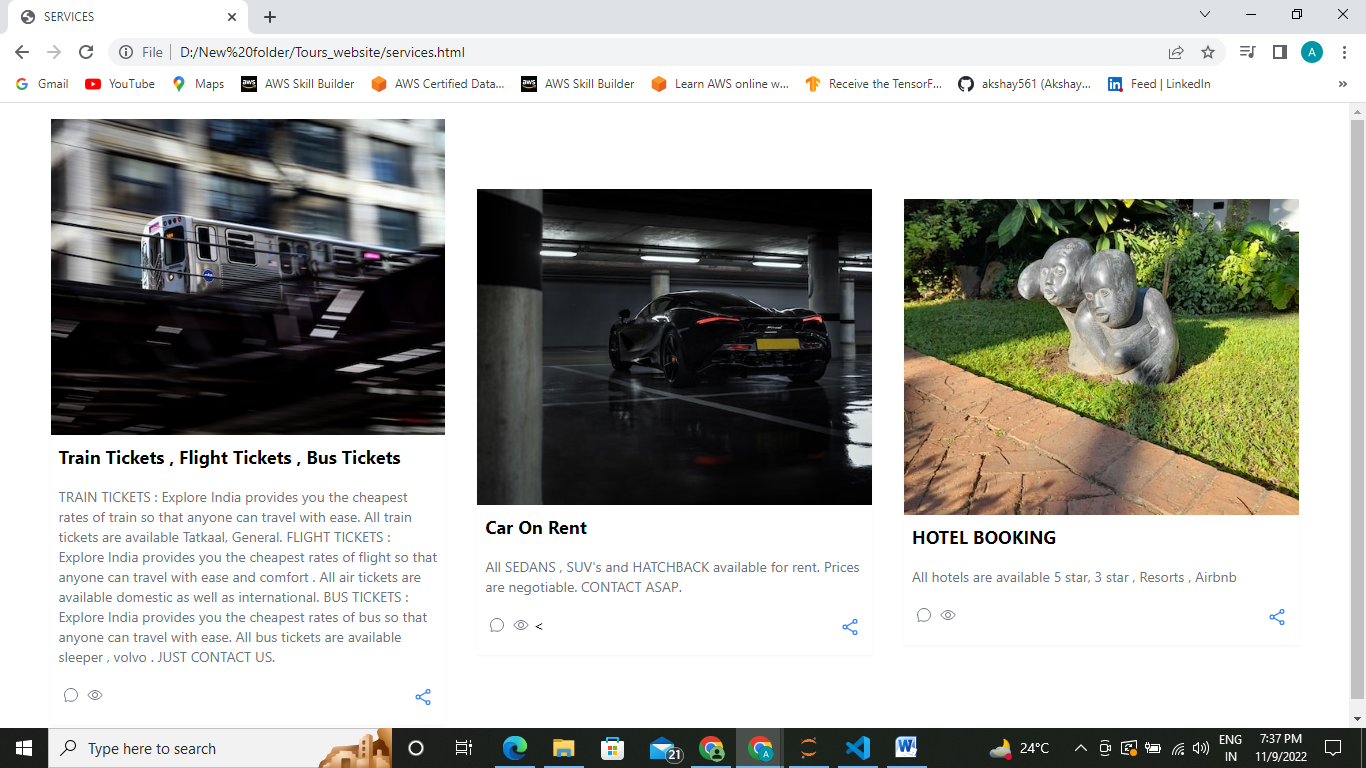 SERVICES
File
D:/New%20folder/Tours_website/services.html
A
Gmail
YouTube
Maps
aws
AWS Skill Builder
AWS Certified Data...
aws
AWS Skill Builder
Learn AWS online w...
Receive the TensorF...
akshay561 (Akshay...
in
Feed | LinkedIn
»
Train Tickets , Flight Tickets , Bus Tickets
TRAIN TICKETS : Explore India provides you the cheapest
rates of train so that anyone can travel with ease. All train
tickets are available Tatkaal, General. FLIGHT TICKETS :
Explore India provides you the cheapest rates of flight so that
anyone can travel with ease and comfort . All air tickets are
available domestic as well as international. BUS TICKETS :
Explore India provides you the cheapest rates of bus so that
anyone can travel with ease. All bus tickets are available
sleeper , volvo . JUST CONTACT US.
Car On Rent
All SEDANS , SUV's and HATCHBACK available for rent. Prices
are negotiable. CONTACT ASAP.
<
HOTEL BOOKING
All hotels are available 5 star, 3 star , Resorts , Airbnb
Type here to search
21
A
W
24°C
ENG
IN
7:37 PM
11/9/2022